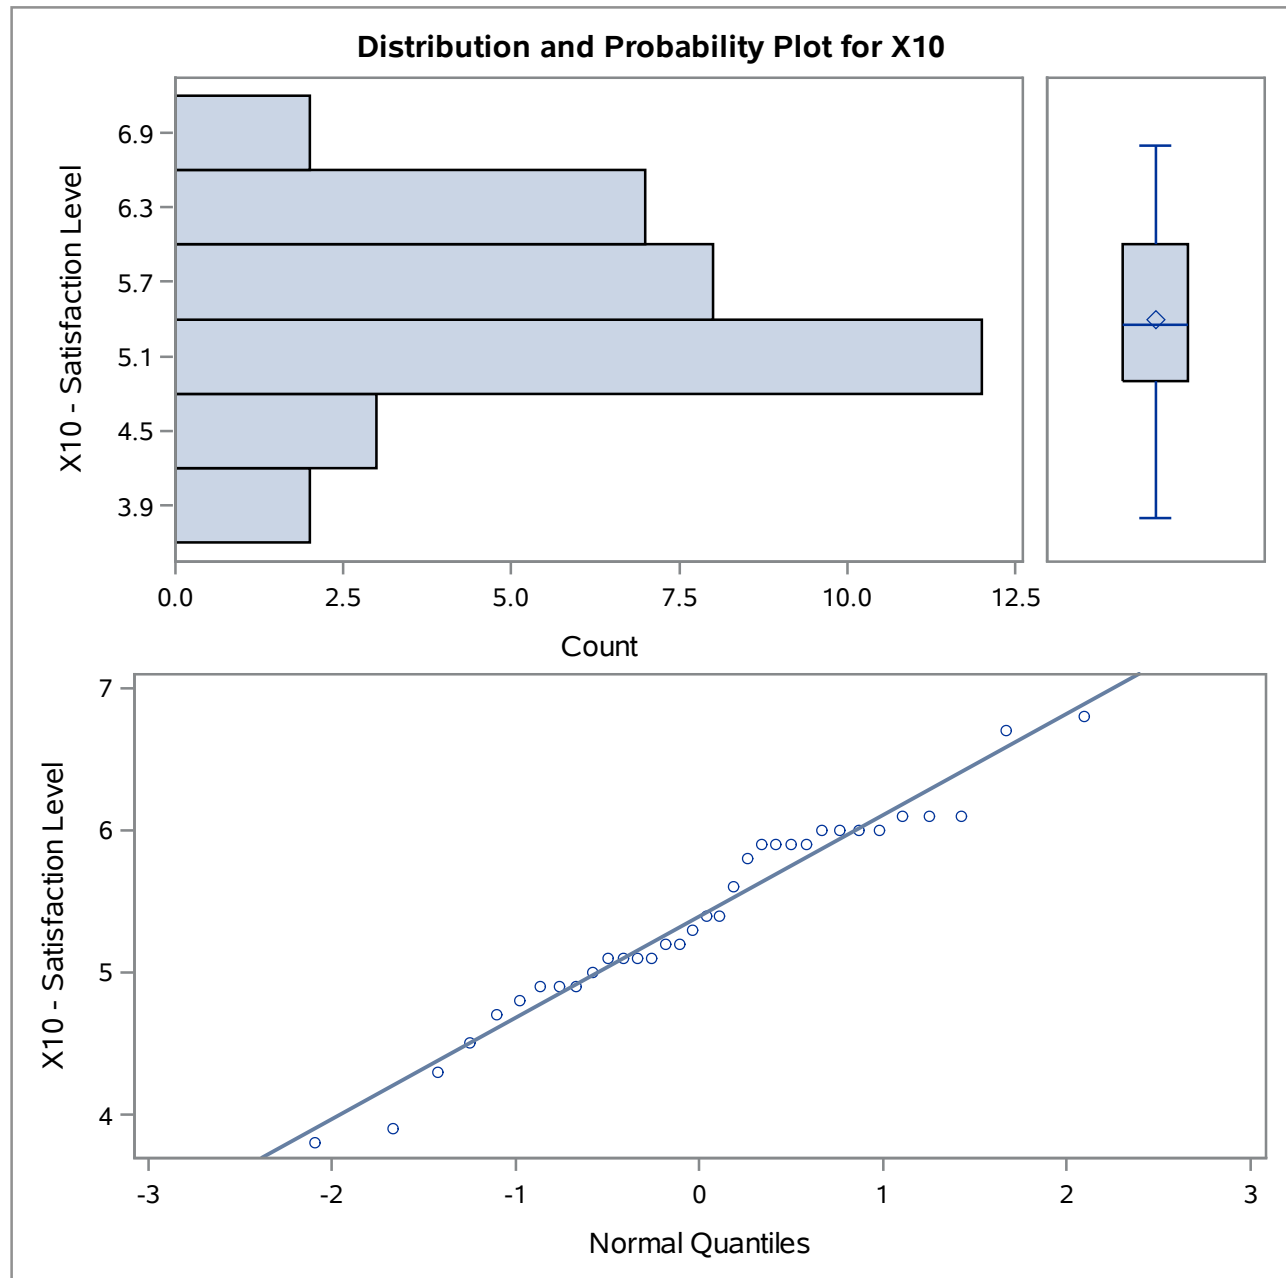 Distribution and Probability Plot for X10
X10 - Satisfaction Level
6.9
6.3
5.7
5.1
4.5
3.9
0.0 2.5 5.0 7.5 10.0 12.5
Count
X10 - Satisfaction Level
7
6
5
4
-3 -2 -1 0 1 2 3
Normal Quantiles